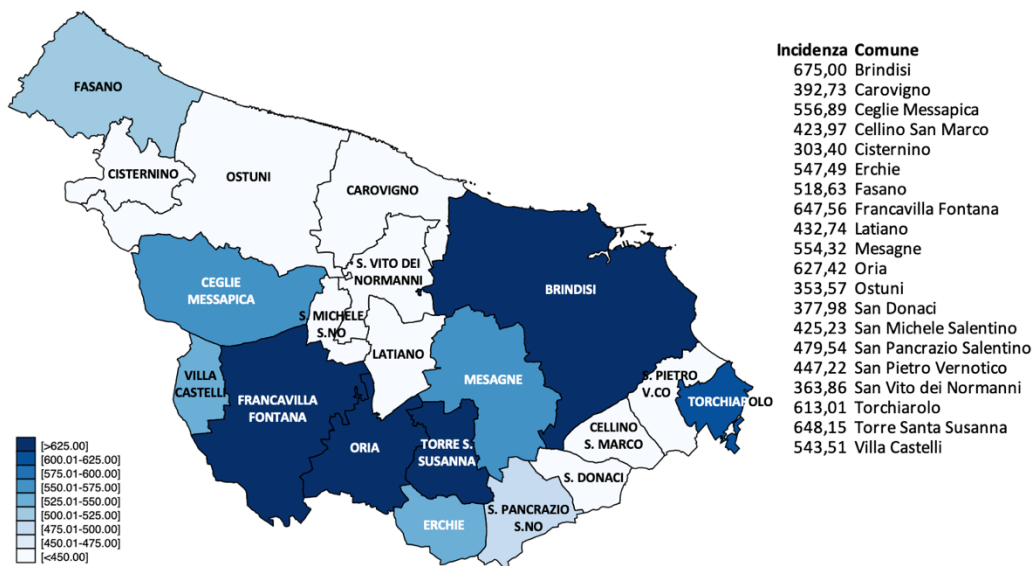 FASANO
CISTERNINO
OSTUNI
CAROVIGNO
S. VITO DEI
NORMANNI
CEGLIE
MESSAPICA
BRINDISI
S. MICHELE
S.NO
LATIANO
VILLA
CASTELLI
MESAGNE
S. PIETRO
V.CO
TORCHIAROLO
FRANCAVILLA
FONTANA
ORIA
TORRE S.
SUSANNA
CELLINO
S. MARCO
S. DONACI
S. PANCRAZIO
S.NO
ERCHIE
[>625.00]
[600.01-625.00]
[575.01-600.00]
[550.01-575.00]
[525.01-550.00]
[500.01-525.00]
[475.01-500.00]
[450.01-475.00]
[<450.00]
Incidenza Comune
675,00 Brindisi
392,73 Carovigno
556,89 Ceglie Messapica
423,97 Cellino San Marco
303,40 Cisternino
547,49 Erchie
518,63 Fasano
647,56 Francavilla Fontana
432,74 Latiano
554,32 Mesagne
627,42 Oria
353,57 Ostuni
377,98 San Donaci
425,23 San Michele Salentino
479,54 San Pancrazio Salentino
447,22 San Pietro Vernotico
363,86 San Vito dei Normanni
613,01 Torchiarolo
648,15 Torre Santa Susanna
543,51 Villa Castelli